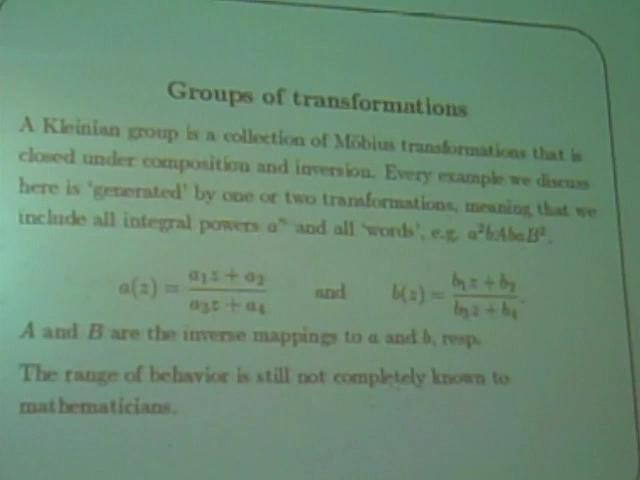 Groups of transformations
A Kleinian group is a collection of Möbius transformations that is
closed under composition and inversion. Every example we discuss
here is 'generated' by one or two transformations, meaning that we
include all integral powers aⁿ and all 'words', e.g. a²bAbaB².
a(z) = (a₁z + a₂)/(a₃z + a₄) and b(z) = (b₁z + b₂)/(b₃z + b₄).
A and B are the inverse mappings to a and b, resp.
The range of behavior is still not completely known to
mathematicians.